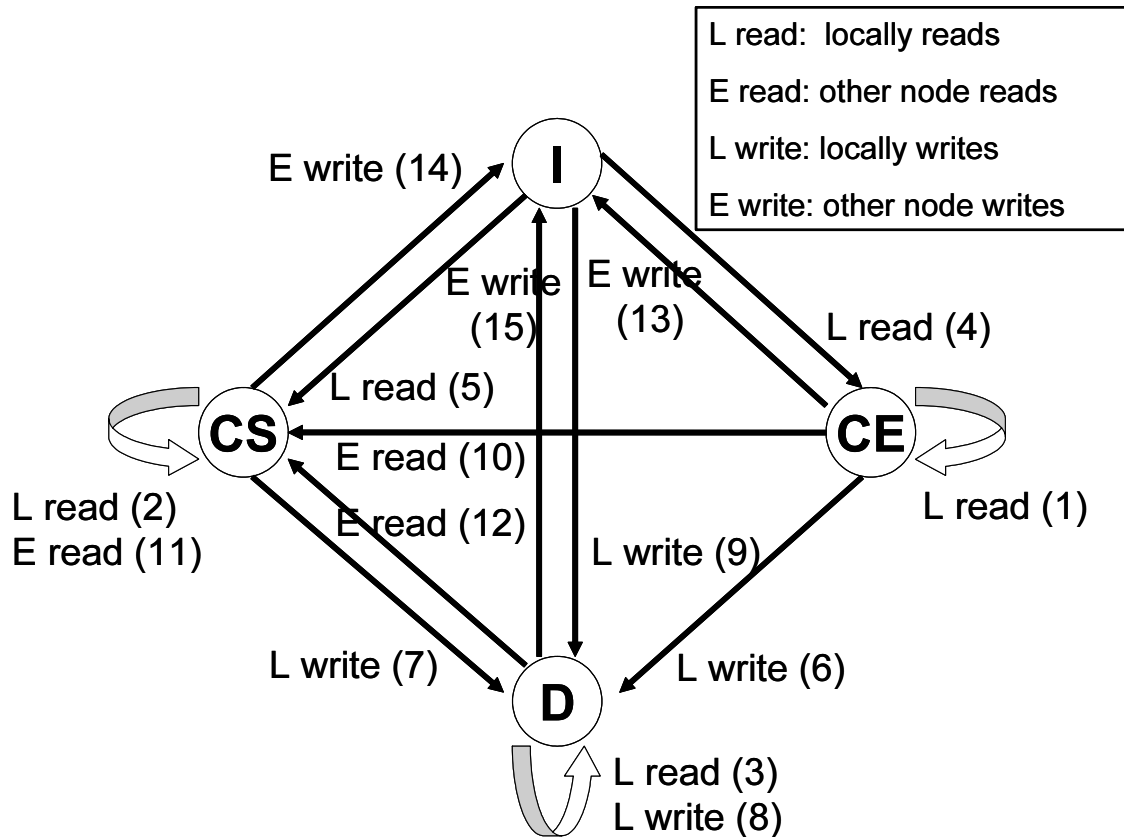 L read: locally reads
E read: other node reads
L write: locally writes
E write: other node writes
I
E write (14)
E write
(15)
E write
(13)
L read (4)
L read (5)
CS
CE
E read (10)
L read (2)
E read (11)
L read (1)
E read (12)
L write (9)
L write (7)
L write (6)
D
L read (3)
L write (8)